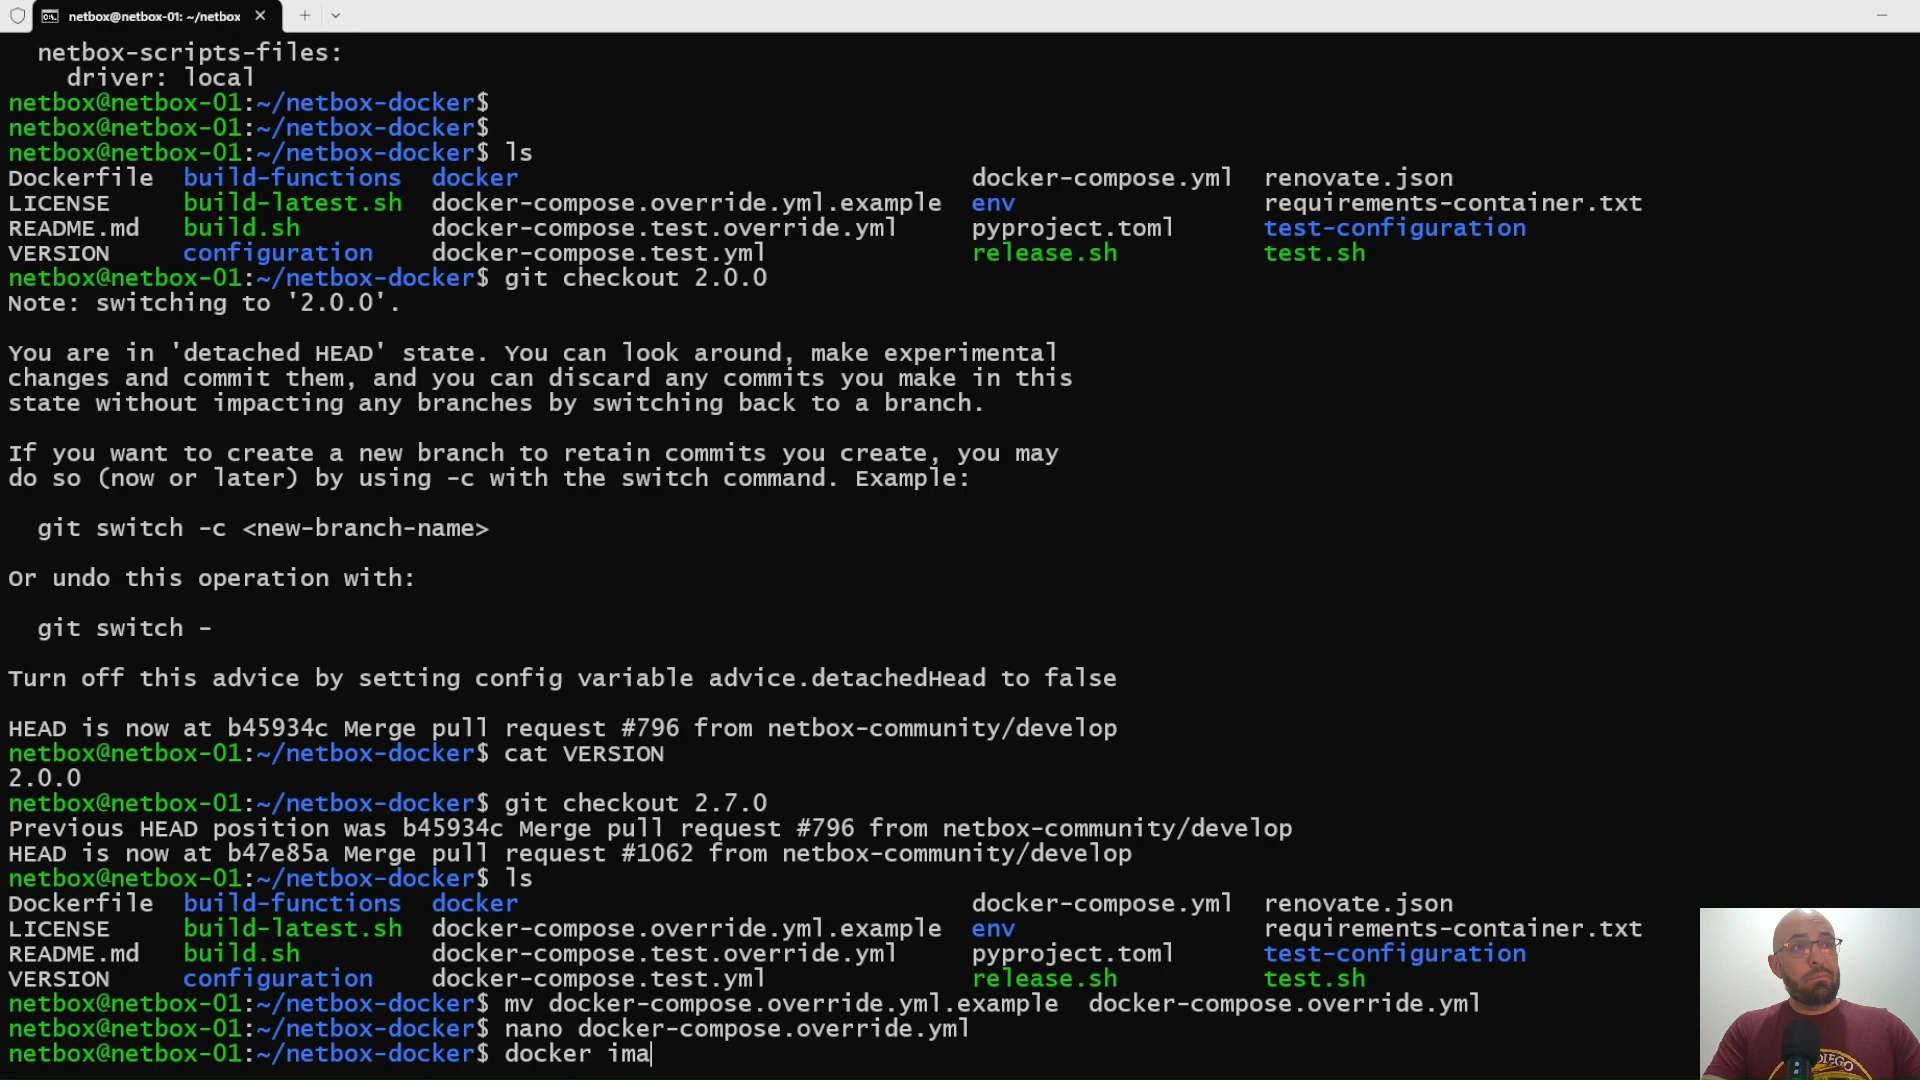 netbox@netbox-01: ~/netbox
netbox-scripts-files:
driver: local
netbox@netbox-01:~/netbox-docker$
netbox@netbox-01:~/netbox-docker$
netbox@netbox-01:~/netbox-docker$ ls
Dockerfile build-functions docker docker-compose.yml renovate.json
LICENSE build-latest.sh docker-compose.override.yml.example env requirements-container.txt
README.md build.sh docker-compose.test.override.yml pyproject.toml test-configuration
VERSION configuration docker-compose.test.yml release.sh test.sh
netbox@netbox-01:~/netbox-docker$ git checkout 2.0.0
Note: switching to '2.0.0'.
You are in 'detached HEAD' state. You can look around, make experimental
changes and commit them, and you can discard any commits you make in this
state without impacting any branches by switching back to a branch.
If you want to create a new branch to retain commits you create, you may
do so (now or later) by using -c with the switch command. Example:
git switch -c <new-branch-name>
Or undo this operation with:
git switch -
Turn off this advice by setting config variable advice.detachedHead to false
HEAD is now at b45934c Merge pull request #796 from netbox-community/develop
netbox@netbox-01:~/netbox-docker$ cat VERSION
2.0.0
netbox@netbox-01:~/netbox-docker$ git checkout 2.7.0
Previous HEAD position was b45934c Merge pull request #796 from netbox-community/develop
HEAD is now at b47e85a Merge pull request #1062 from netbox-community/develop
netbox@netbox-01:~/netbox-docker$ ls
Dockerfile build-functions docker docker-compose.yml renovate.json
LICENSE build-latest.sh docker-compose.override.yml.example env requirements-container.txt
README.md build.sh docker-compose.test.override.yml pyproject.toml test-configuration
VERSION configuration docker-compose.test.yml release.sh test.sh
netbox@netbox-01:~/netbox-docker$ mv docker-compose.override.yml.example docker-compose.override.yml
netbox@netbox-01:~/netbox-docker$ nano docker-compose.override.yml
netbox@netbox-01:~/netbox-docker$ docker ima